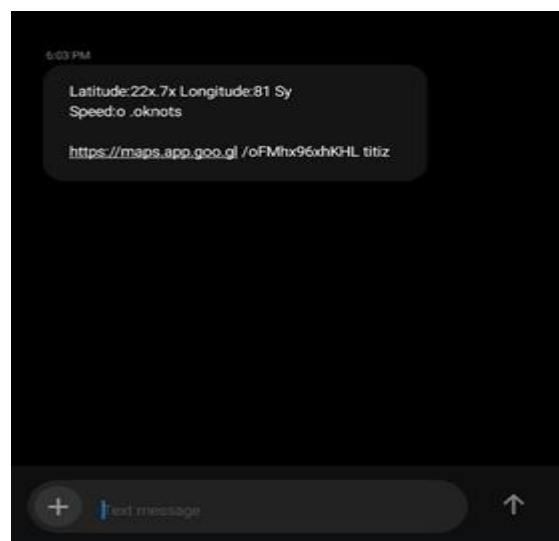 6:03 PM
Latitude:22x.7x Longitude:81 Sy
Speed:o .oknots
https://maps.app.goo.gl /oFMhx96xhKHL titiz
Text message